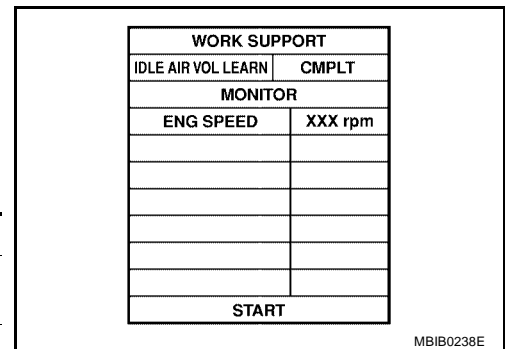 WORK SUPPORT
IDLE AIR VOL LEARN CMPLT
MONITOR
ENG SPEED XXX rpm
START
MBIB0238E